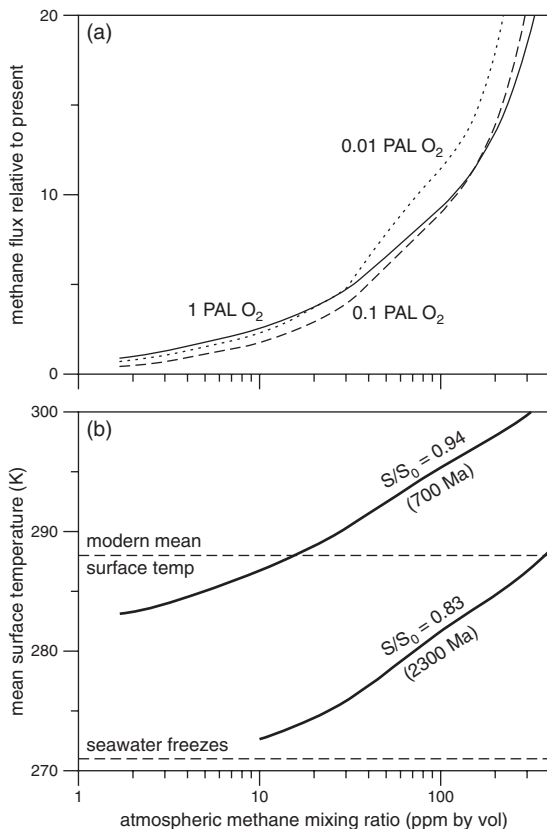 20
(a)
methane flux relative to present
0.01 PAL O2
10
1 PAL O2
0.1 PAL O2
0
300
(b)
mean surface temperature (K)
S/S0 = 0.94
(700 Ma)
290
modern mean
surface temp
S/S0 = 0.83
(2300 Ma)
280
seawater freezes
270
1 10 100
atmospheric methane mixing ratio (ppm by vol)